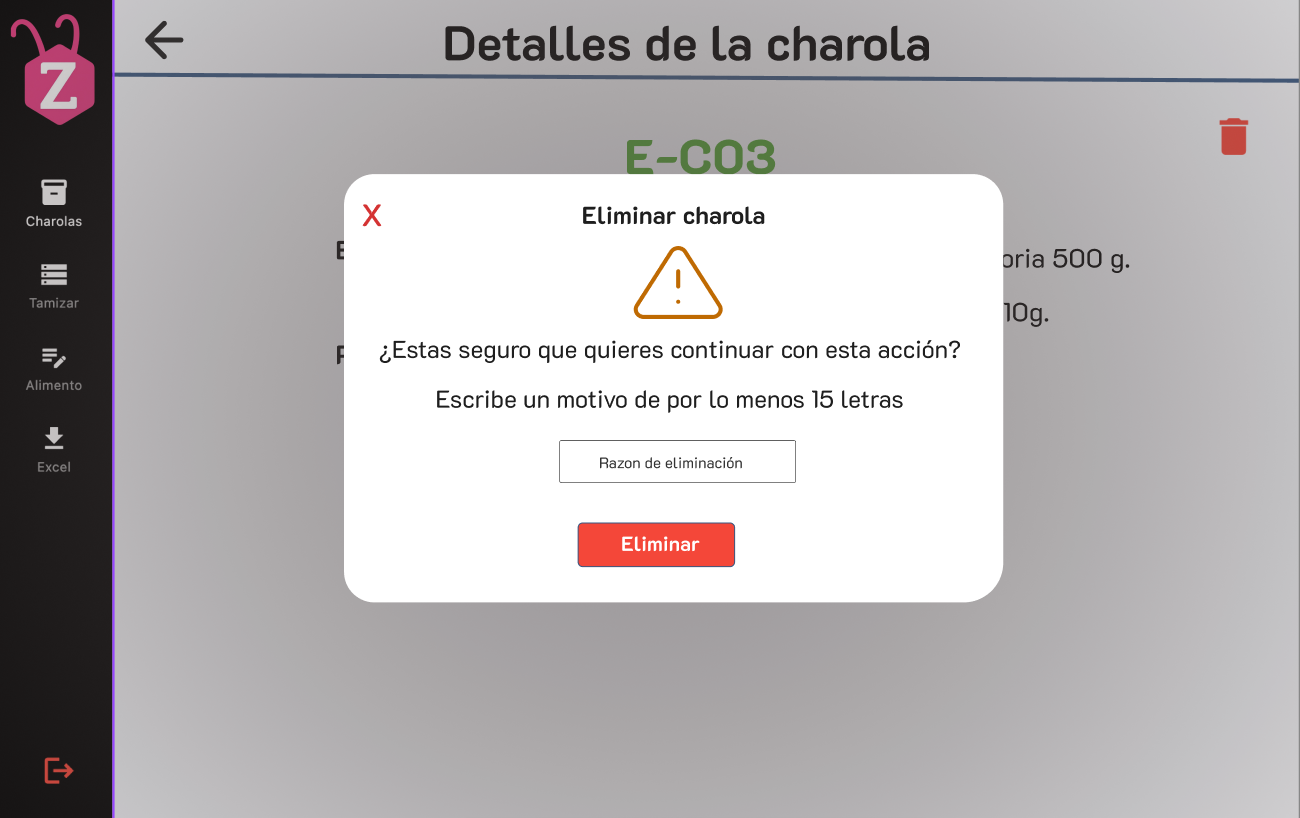 Z
Detalles de la charola
E-C03
Charolas
Tamizar
Alimento
Excel
500 g.
10g.
X
Eliminar charola
!
¿Estas seguro que quieres continuar con esta acción?
Escribe un motivo de por lo menos 15 letras
Razon de eliminación
Eliminar